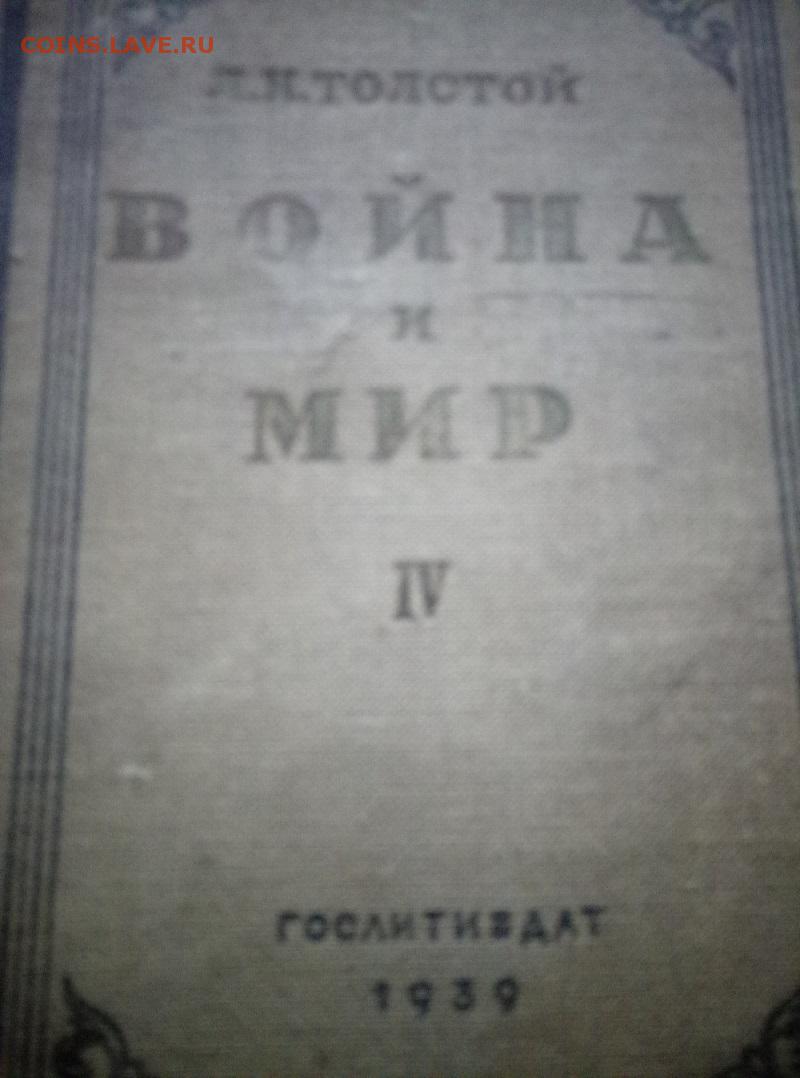 COINS.LAVE.RU
Л.Н.ТОЛСТОЙ
ВОЙНА
И
МИР
IV
ГОСЛИТИЗДАТ
1939